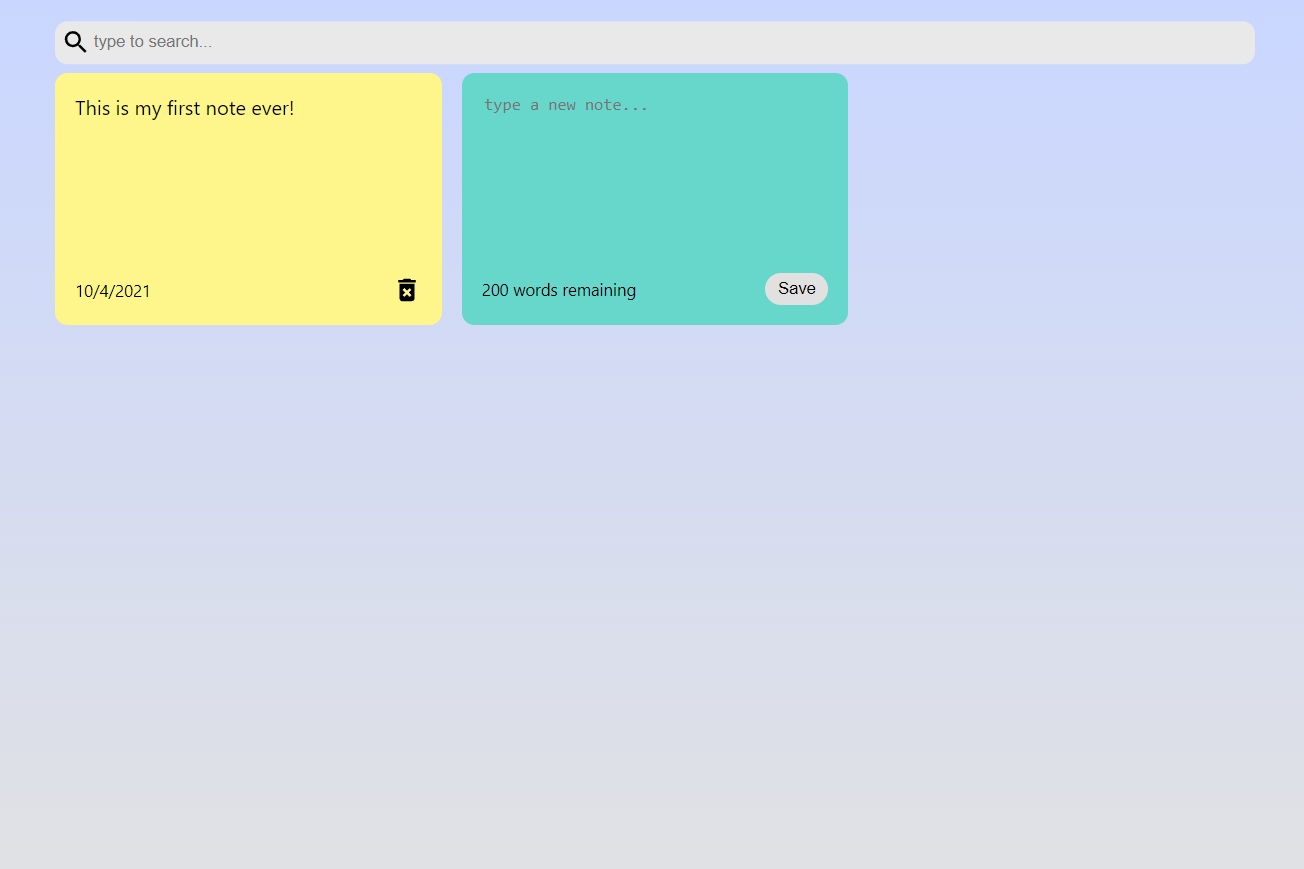 type to search...
This is my first note ever!
10/4/2021
type a new note...
200 words remaining
Save